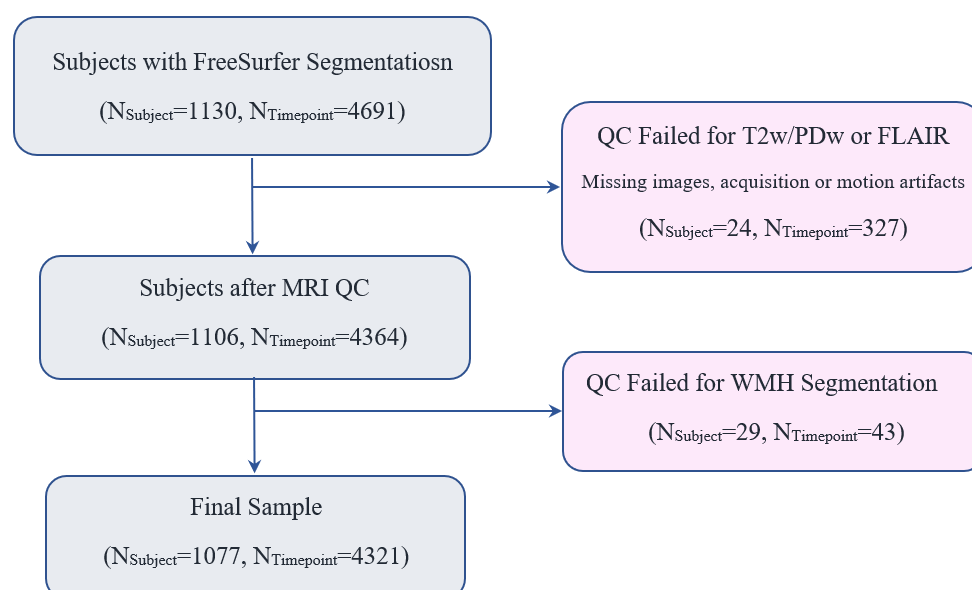 Subjects with FreeSurfer Segmentatiosn
(NSubject=1130, NTimepoint=4691)
QC Failed for T2w/PDw or FLAIR
Missing images, acquisition or motion artifacts
(NSubject=24, NTimepoint=327)
Subjects after MRI QC
(NSubject=1106, NTimepoint=4364)
QC Failed for WMH Segmentation
(NSubject=29, NTimepoint=43)
Final Sample
(NSubject=1077, NTimepoint=4321)